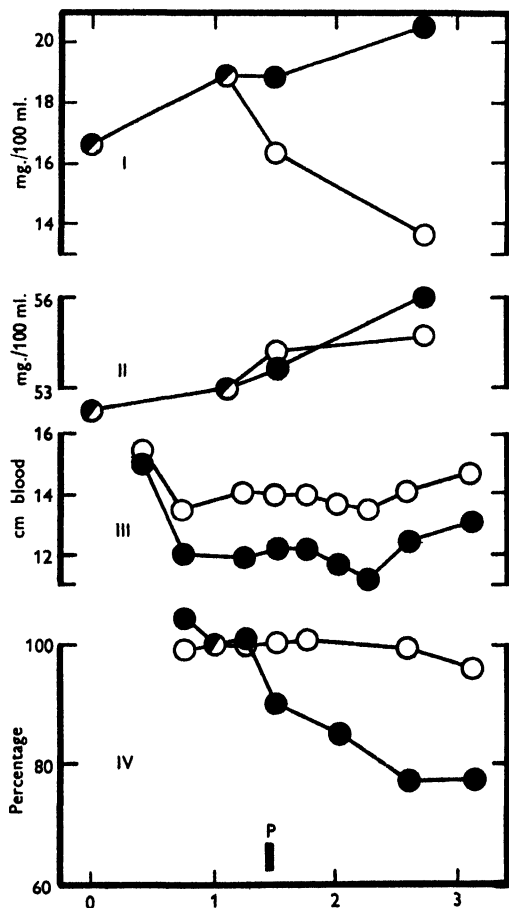 20
18
16
14
mg./100 ml.
I
56
53
mg./100 ml.
II
16
14
12
cm blood
III
100
80
60
Percentage
IV
P
0 1 2 3